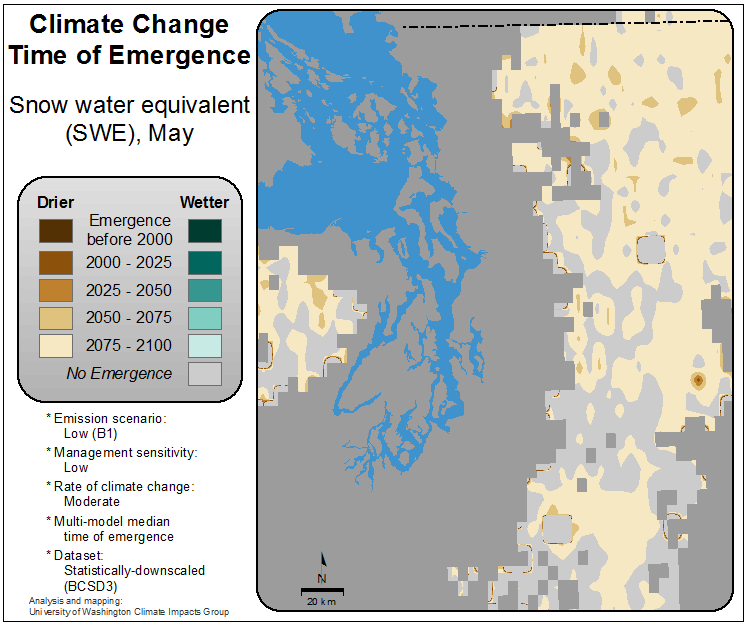 Climate Change
Time of Emergence
Snow water equivalent
(SWE), May
Drier Wetter
Emergence
before 2000
2000 - 2025
2025 - 2050
2050 - 2075
2075 - 2100
No Emergence
* Emission scenario:
Low (B1)
* Management sensitivity:
Low
* Rate of climate change:
Moderate
* Multi-model median
time of emergence
* Dataset:
Statistically-downscaled
(BCSD3)
Analysis and mapping:
University of Washington Climate Impacts Group
N
20 km